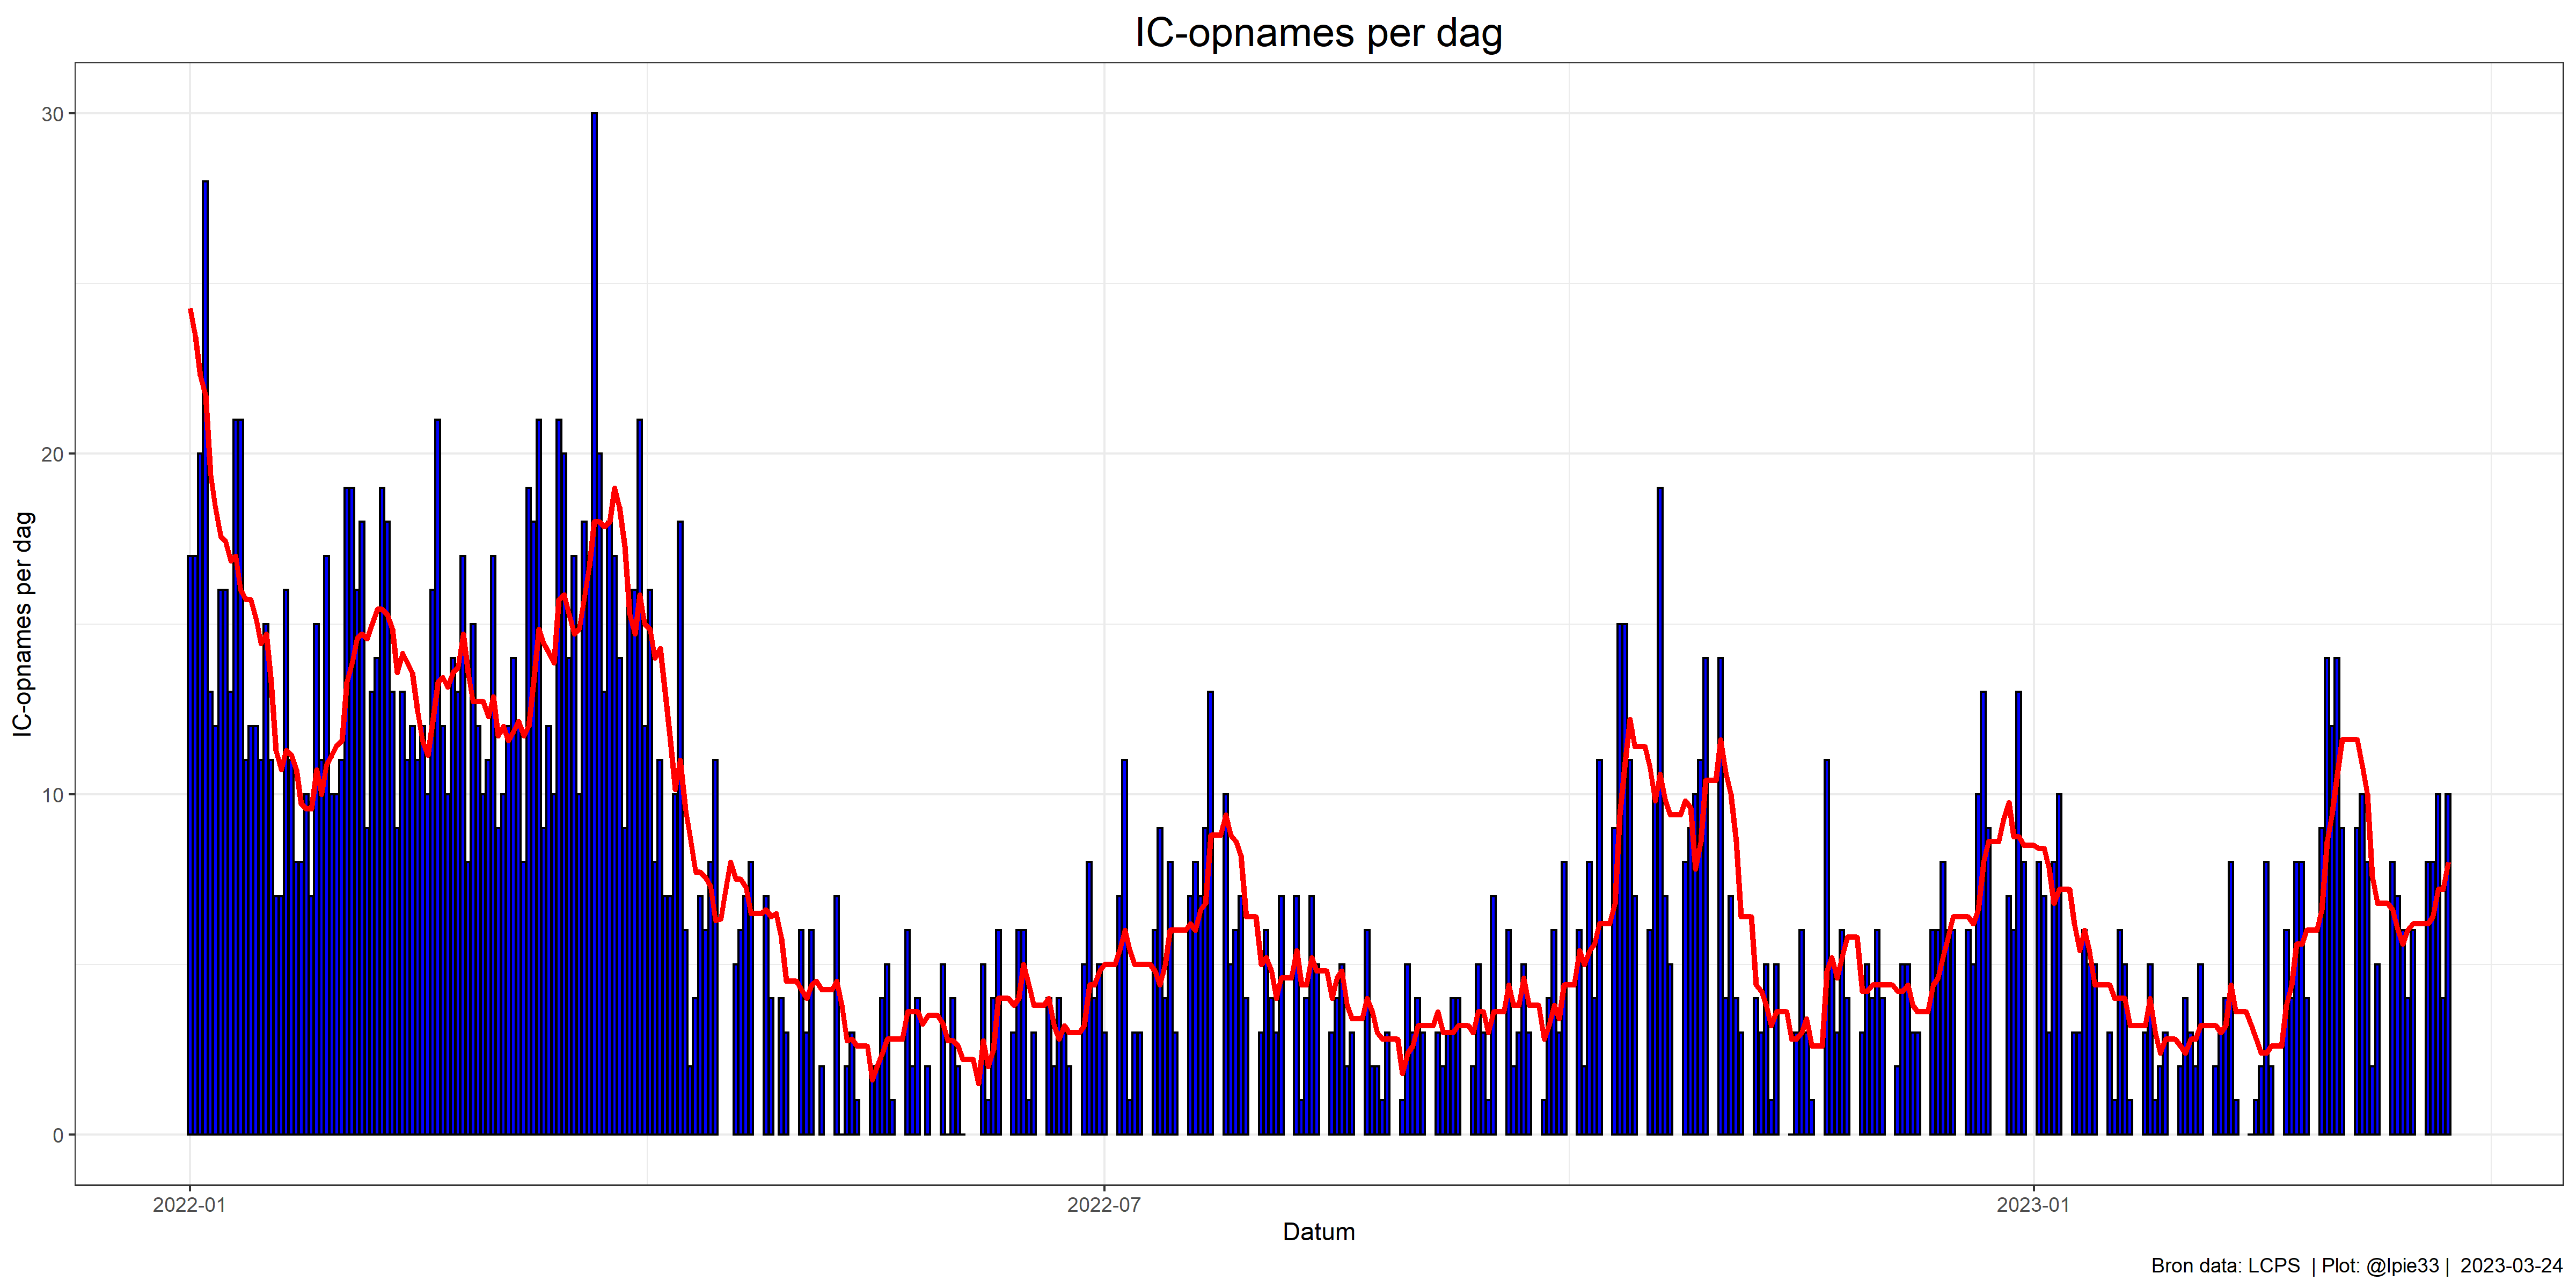 IC-opnames per dag
30
20
10
0
IC-opnames per dag
2022-01
2022-07
2023-01
Datum
Bron data: LCPS | Plot: @lpie33 | 2023-03-24